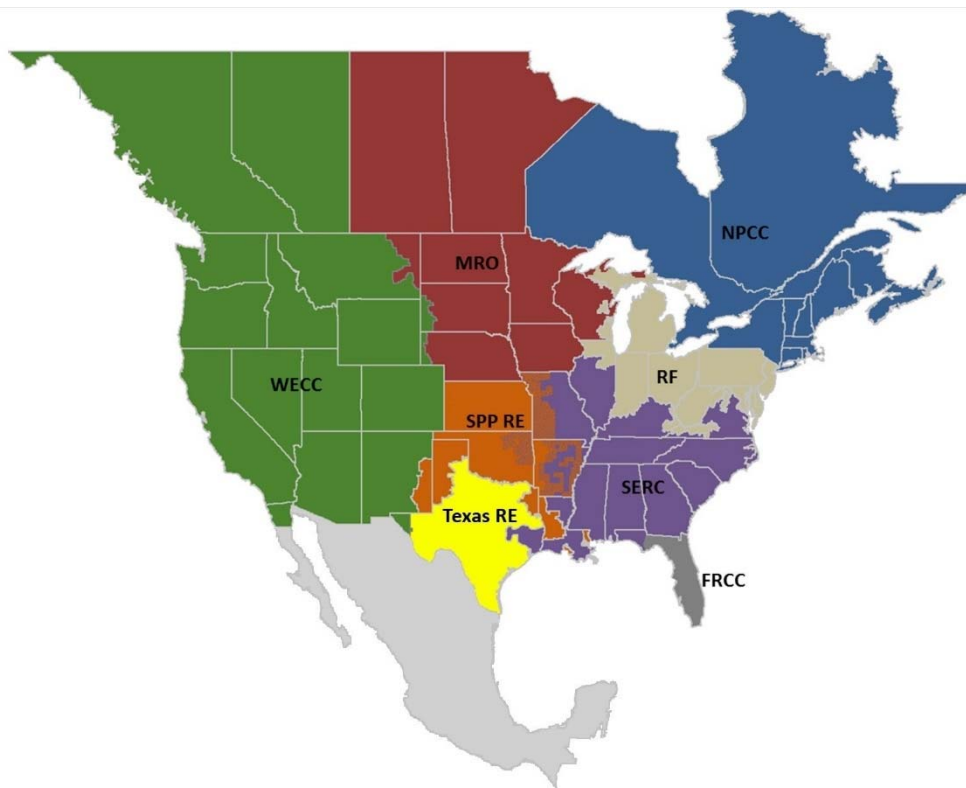 NPCC
MRO
RF
WECC
SPP RE
SERC
Texas RE
FRCC